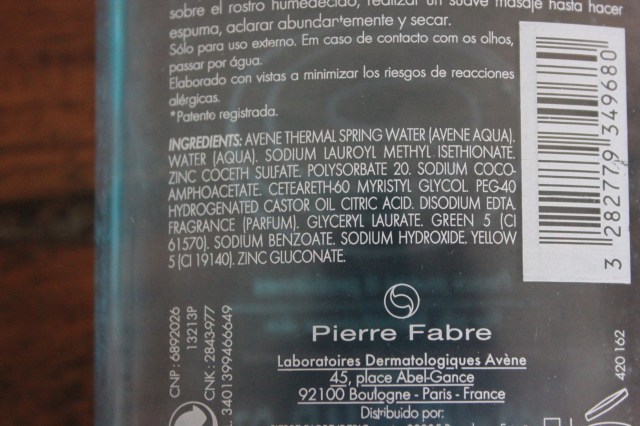 sobre el rostro humedecido, realizar un suave masaje hasta hacer
espuma, aclarar abundantemente y secar.
Sólo para uso externo. Em caso de contacto com os olhos,
passar por água.
Elaborado con vistas a minimizar los riesgos de reacciones
alérgicas.
*Patento registrada.
INGREDIENTS: AVENE THERMAL SPRING WATER (AVENE AQUA).
WATER (AQUA). SODIUM LAUROYL METHYL ISETHIONATE.
ZINC COCETH SULFATE. POLYSORBATE 20. SODIUM COCO-
AMPHOACETATE. CETEARETH-60 MYRISTYL GLYCOL. PEG-40
HYDROGENATED CASTOR OIL. CITRIC ACID. DISODIUM EDTA.
FRAGRANCE (PARFUM). GLYCERYL LAURATE. GREEN 5 (CI
61570). SODIUM BENZOATE. SODIUM HYDROXIDE. YELLOW
5 (CI 19140). ZINC GLUCONATE.
3 282779 349680
Pierre Fabre
Laboratoires Dermatologiques Avène
45, place Abel-Gance
92100 Boulogne - Paris - France
Distribuido por:
CNP: 6892026
13213P
CNK: 2843-977
L 3401399466649
420 162